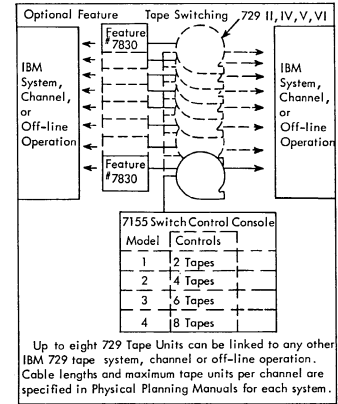 Optional Feature Tape Switching 729 II, IV, V, VI
Feature
#7830
IBM
System,
Channel,
or
Off-line
Operation
IBM
System,
Channel,
or
Off-line
Operation
Feature
#7830
7155 Switch Control Console
Model Controls
1 2 Tapes
2 4 Tapes
3 6 Tapes
4 8 Tapes
Up to eight 729 Tape Units can be linked to any other
IBM 729 tape system, channel or off-line operation.
Cable lengths and maximum tape units per channel are
specified in Physical Planning Manuals for each system.